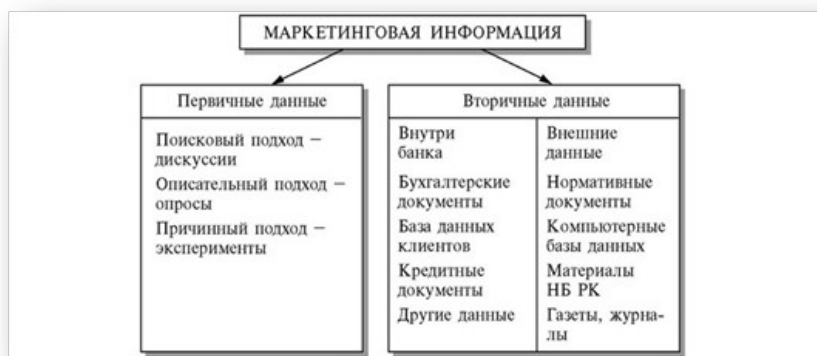 МАРКЕТИНГОВАЯ ИНФОРМАЦИЯ
Первичные данные
Поисковый подход –
дискуссии
Описательный подход –
опросы
Причинный подход –
эксперименты
Вторичные данные
Внутри
банка
Бухгалтерские
документы
База данных
клиентов
Кредитные
документы
Другие данные
Внешние
данные
Нормативные
документы
Компьютерные
базы данных
Материалы
НБ РК
Газеты, журна-
лы